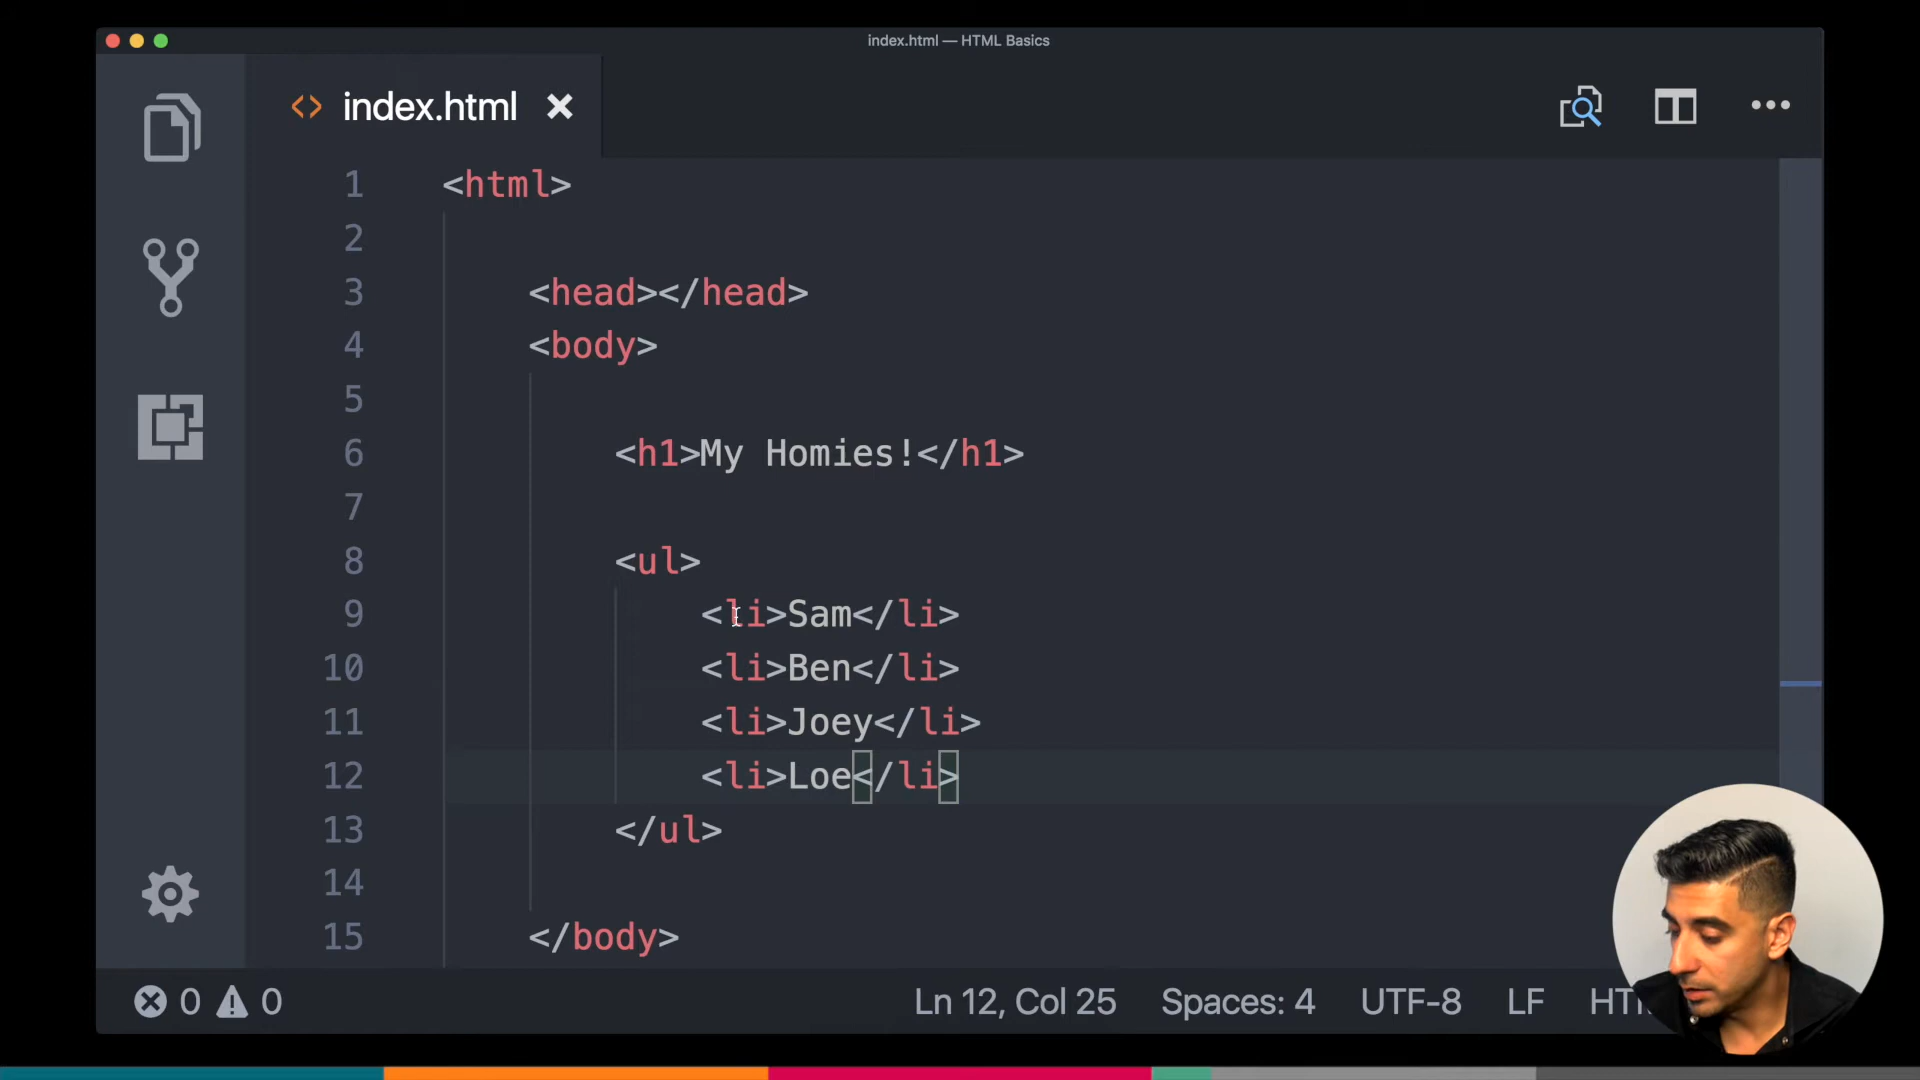 index.html — HTML Basics
index.html
1 <html>
2
3 <head></head>
4 <body>
5
6 <h1>My Homies!</h1>
7
8 <ul>
9 <li>Sam</li>
10 <li>Ben</li>
11 <li>Joey</li>
12 <li>Loe</li>
13 </ul>
14
15 </body>
0 0 Ln 12, Col 25 Spaces: 4 UTF-8 LF